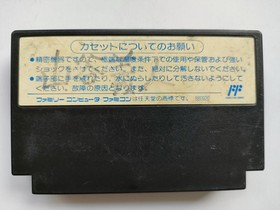 カセットについてのお願い
●精密機器ですので、極端な温度条件下での使用や保管および強い
ショックをさけてください。また、絶対に分解しないでください。
●端子部に手を触れたり、水にぬらしたりして汚さないようにして
ください。故障の原因となります。
ファミリーコンピュータ・ファミコンは任天堂の商標です。